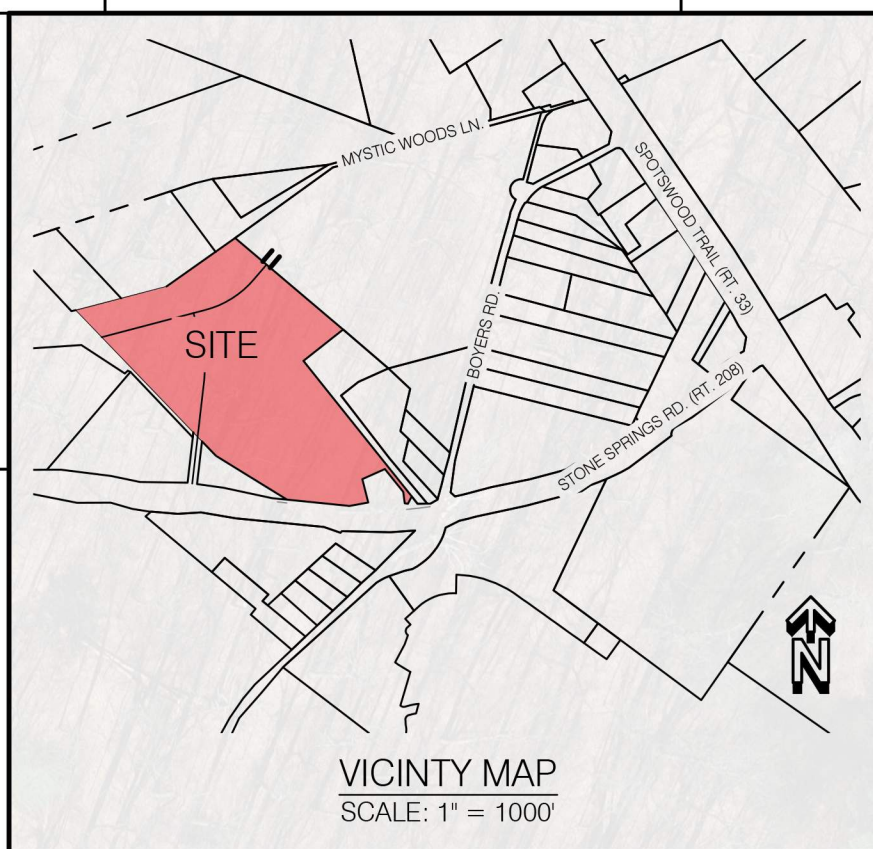 MYSTIC WOODS LN.
SPOTSWOOD TRAIL (RT. 33)
BOYERS RD.
SITE
STONE SPRINGS RD. (RT. 208)
N
VICINTY MAP
SCALE: 1" = 1000'